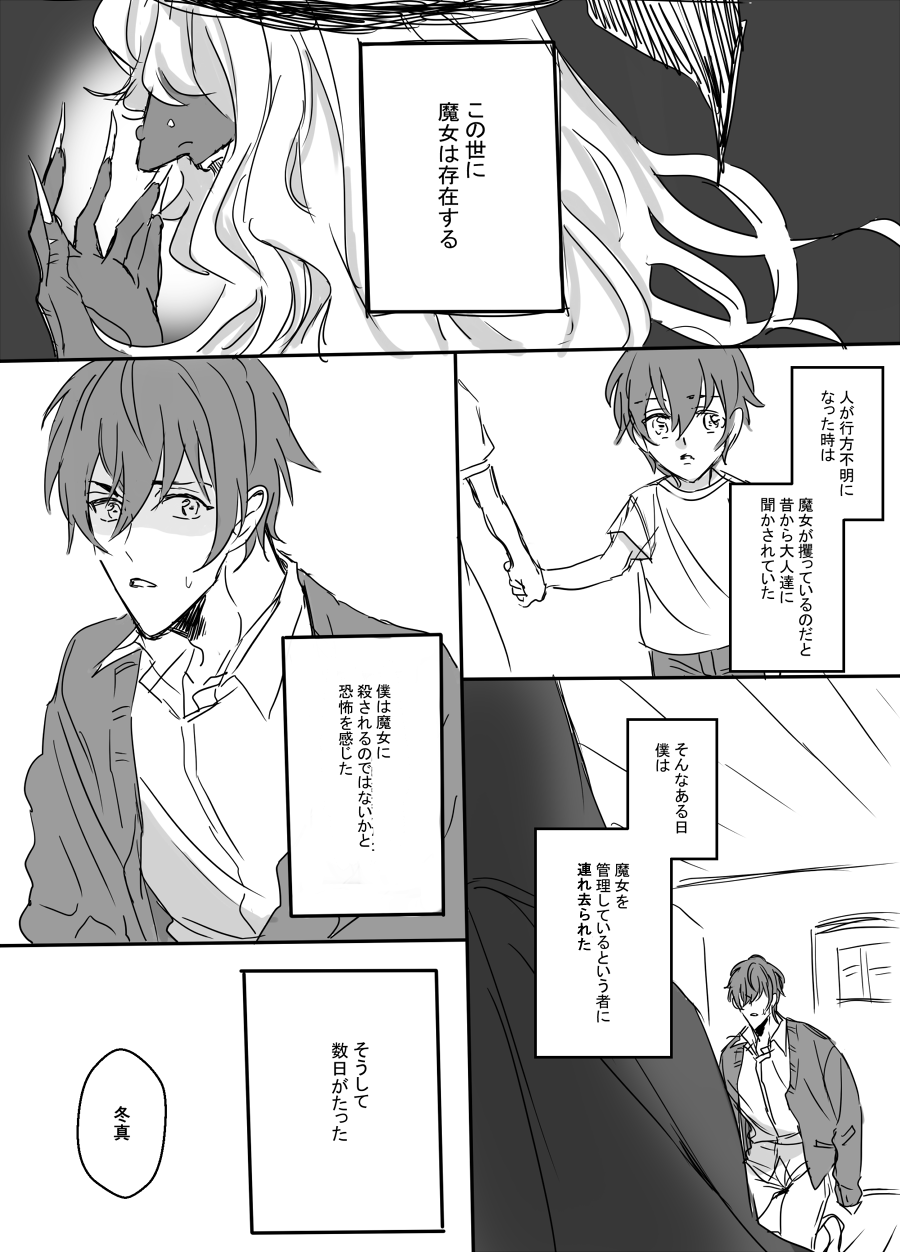 この世に
魔女は存在する
人が行方不明に
なった時は
魔女が攫っているのだと
昔から大人達に
聞かされていた
そんなある日
僕は
魔女を
管理しているという者に
連れ去られた
僕は魔女に
殺されるのではないかと……
恐怖を感じた
そうして
数日がたった
冬真